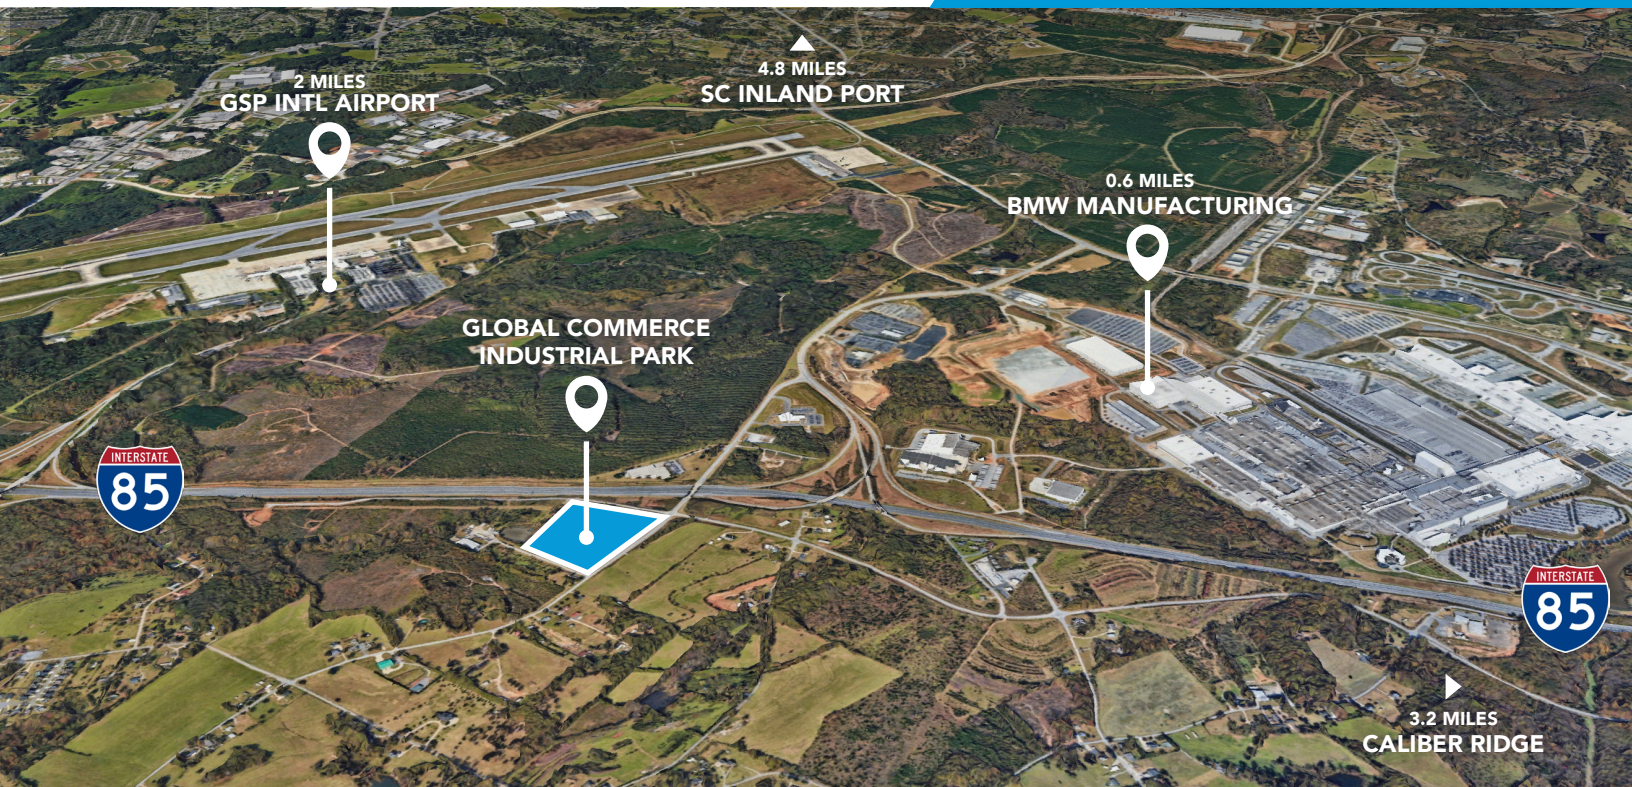 4.8 MILES
SC INLAND PORT
2 MILES
GSP INTL AIRPORT
0.6 MILES
BMW MANUFACTURING
GLOBAL COMMERCE
INDUSTRIAL PARK
INTERSTATE
85
INTERSTATE
85
3.2 MILES
CALIBER RIDGE